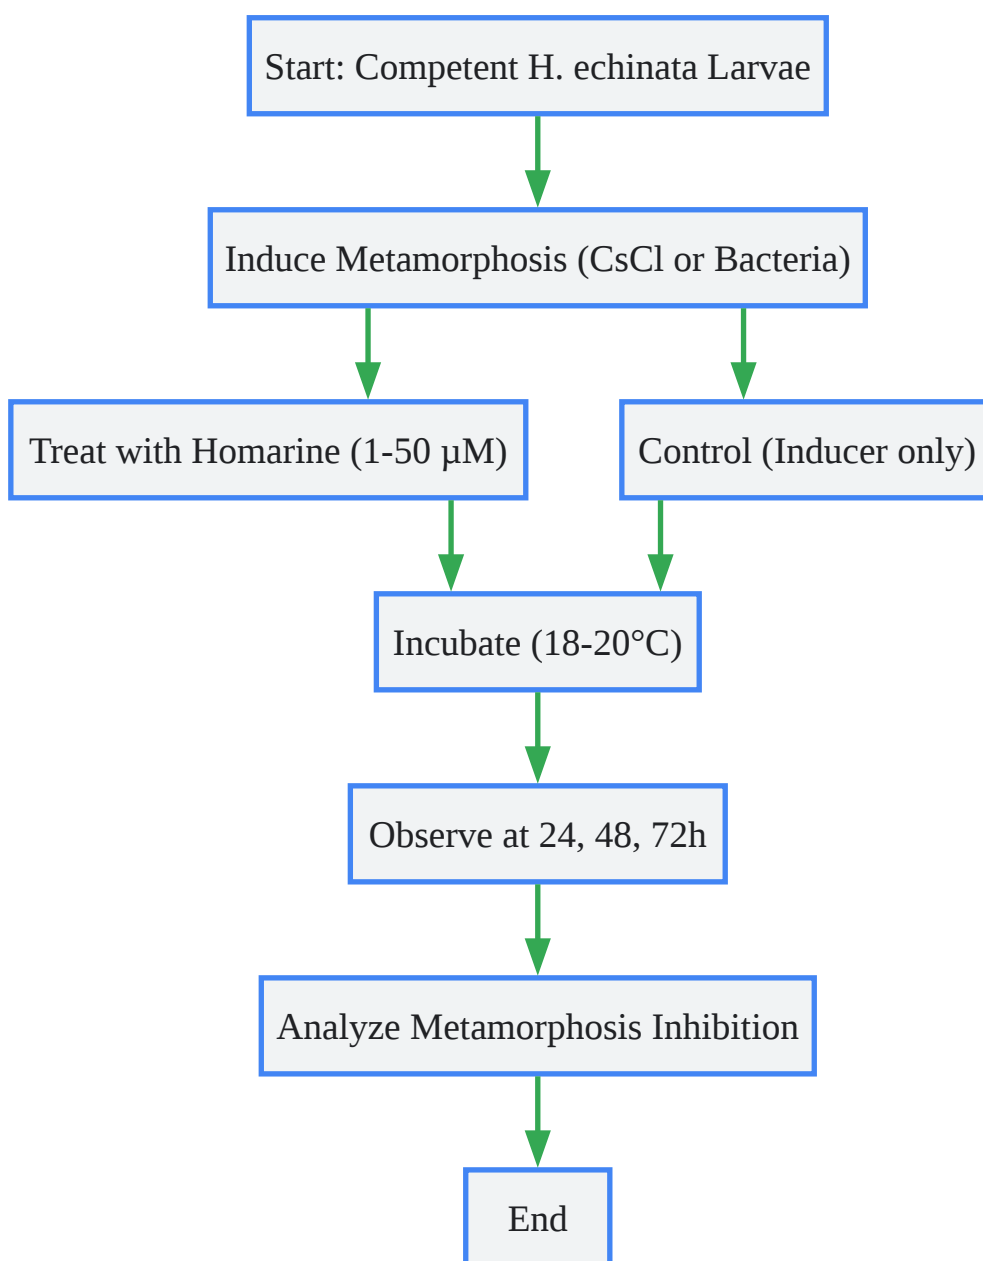 Start: Competent H. echinata Larvae
Induce Metamorphosis (CsCl or Bacteria)
Treat with Homarine (1-50 µM)
Control (Inducer only)
Incubate (18-20°C)
Observe at 24, 48, 72h
Analyze Metamorphosis Inhibition
End